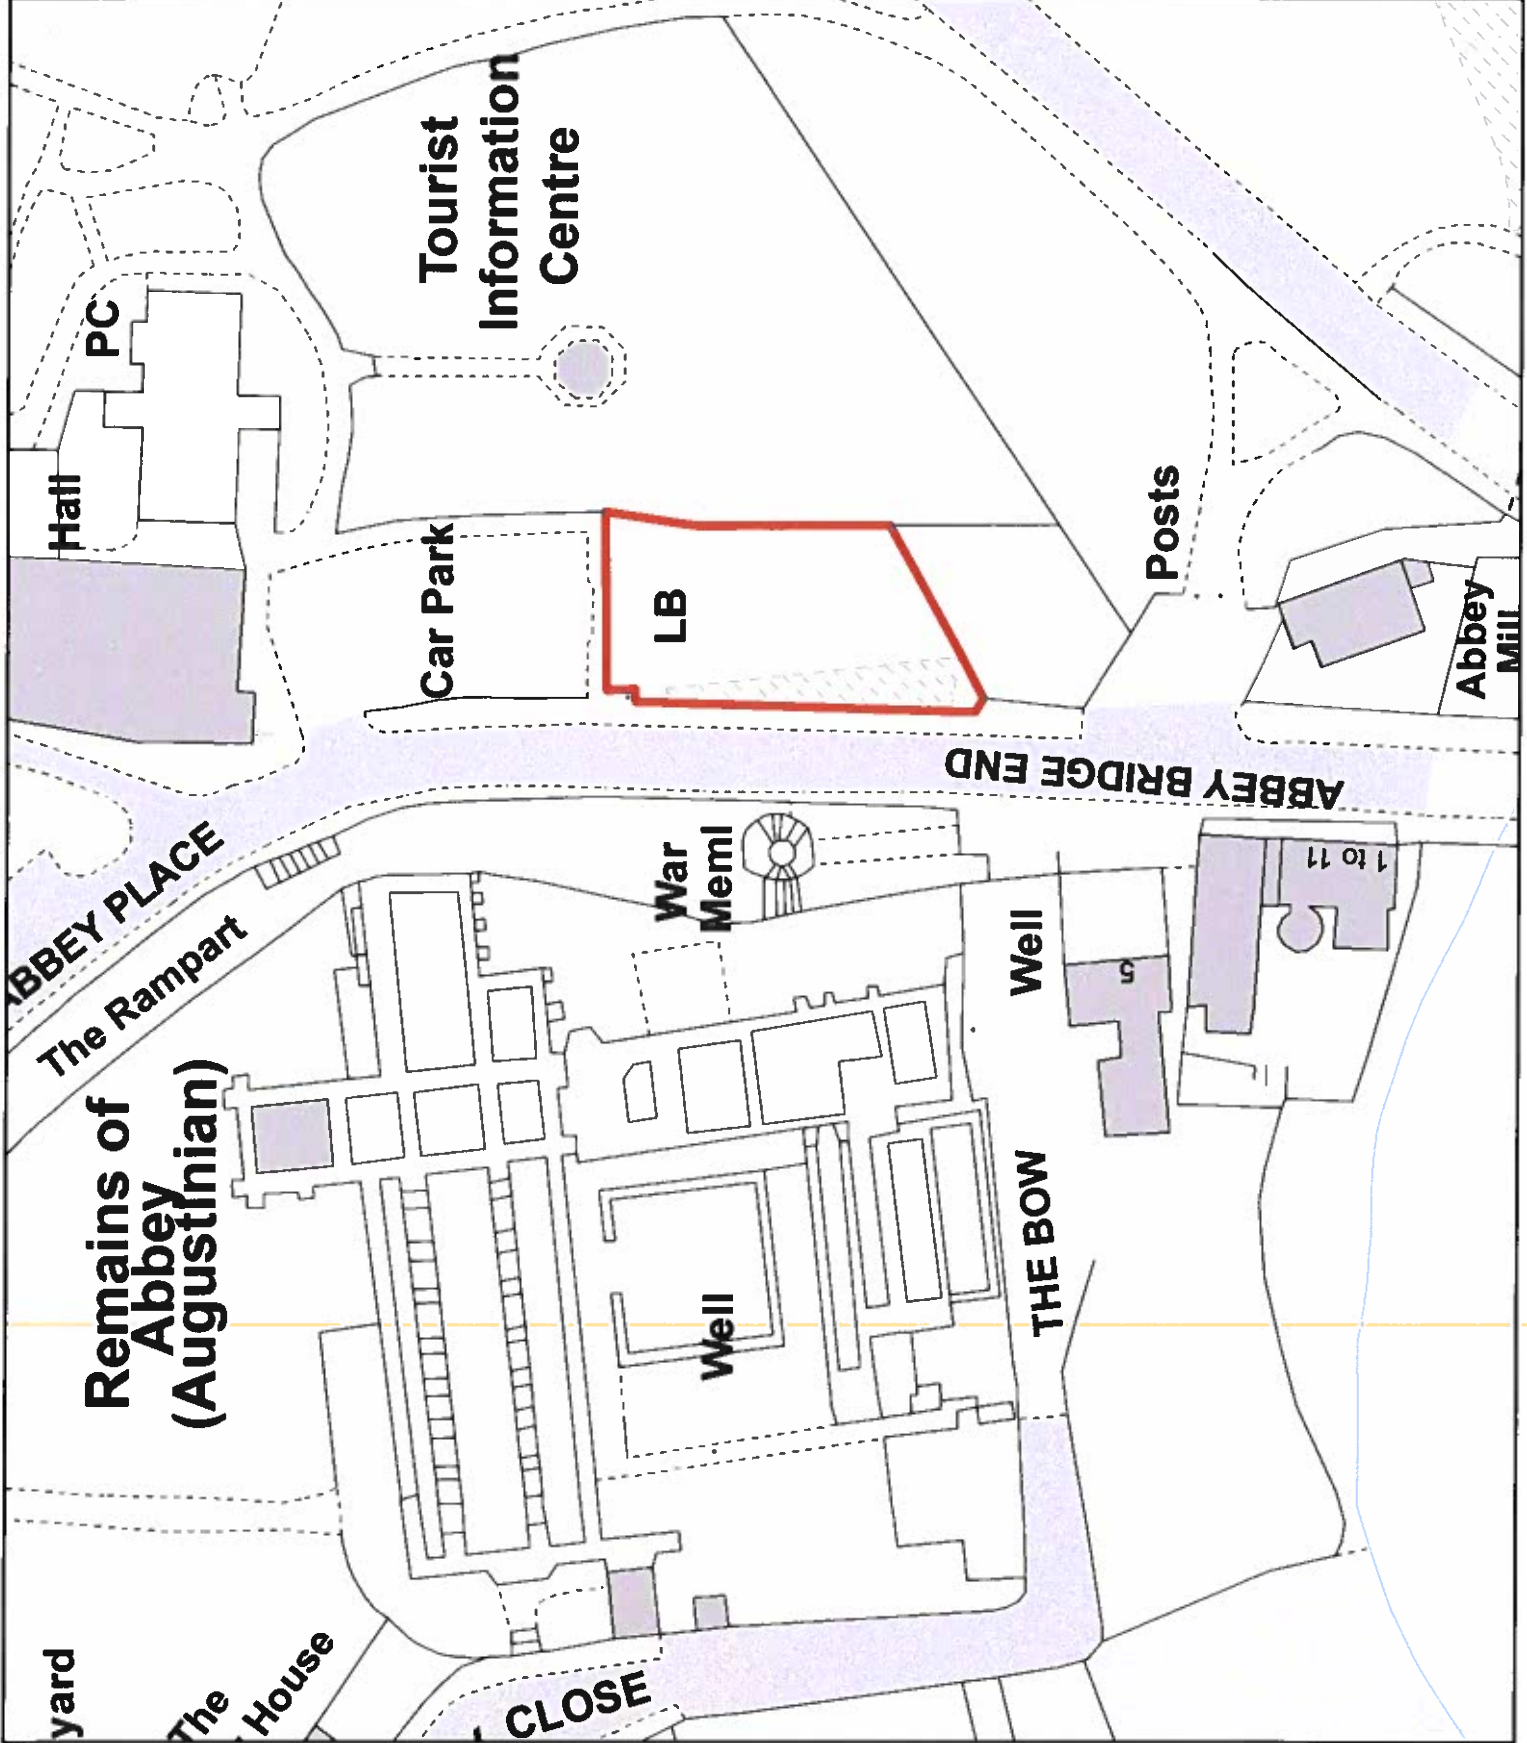 Tourist
Information
Centre
PC
Hall
Car Park
LB
Posts
Abbey
Mill
ABBEY BRIDGE END
ABBEY PLACE
The Rampart
War
Meml
Well
5
1 to 11
Remains of
Abbey
(Augustinian)
Well
THE BOW
yard
The
House
CLOSE